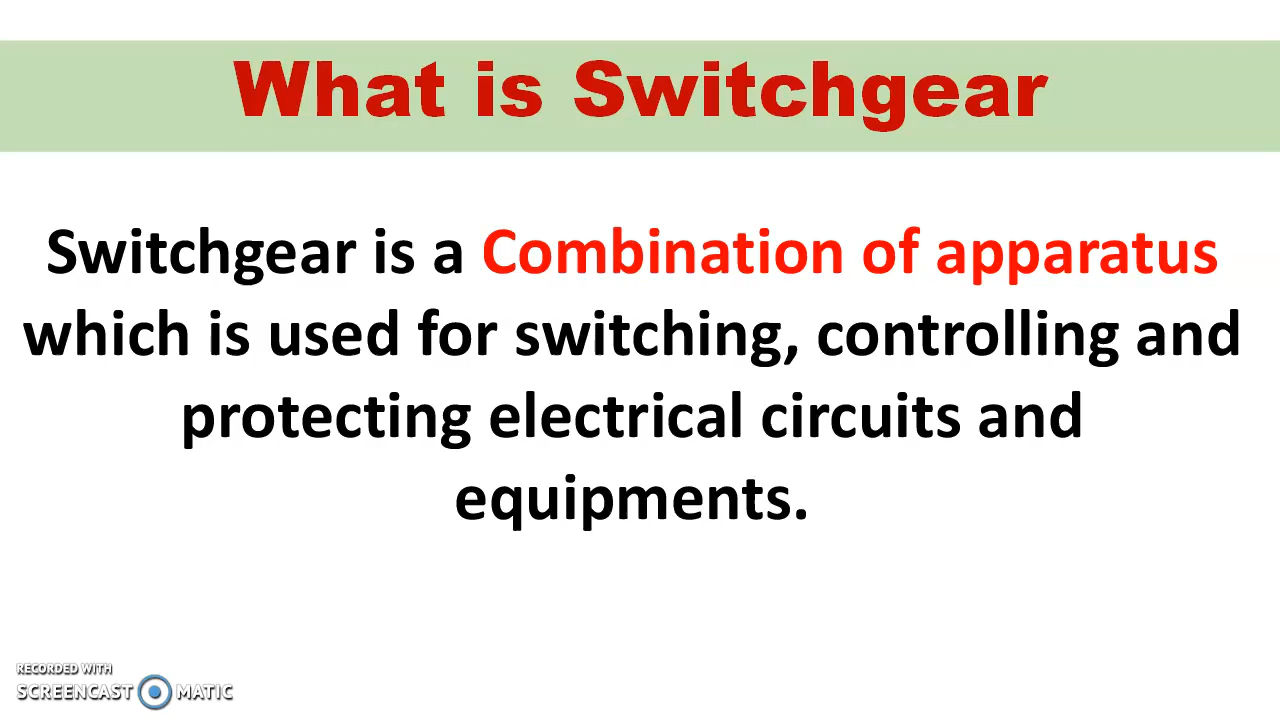 What is Switchgear
Switchgear is a Combination of apparatus
which is used for switching, controlling and
protecting electrical circuits and
equipments.
RECORDED WITH
SCREENCAST MATIC